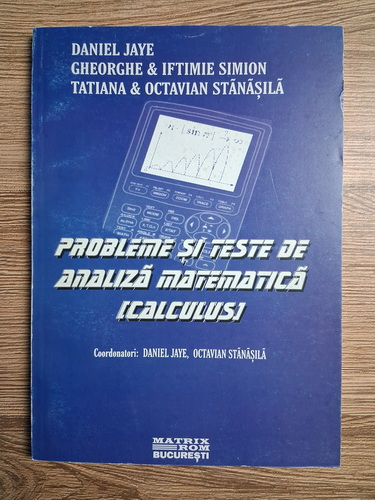 DANIEL JAYE
GHEORGHE & IFTIMIE SIMION
TATIANA & OCTAVIAN STĂNĂŞILĂ
PROBLEME ŞI TESTE DE
ANALIZĂ MATEMATICĂ
[CALCULUS]
Coordonatori: DANIEL JAYE, OCTAVIAN STĂNĂŞILĂ
MATRIX
ROM
BUCUREŞTI